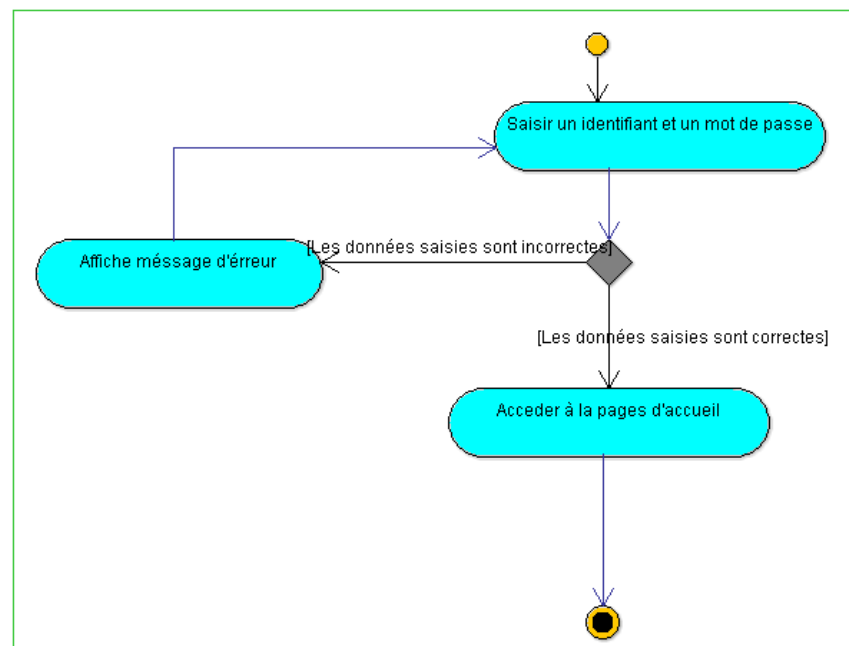 Saisir un identifiant et un mot de passe
[Les données saisies sont incorrectes]
Affiche méssage d'érreur
[Les données saisies sont correctes]
Acceder à la pages d'accueil